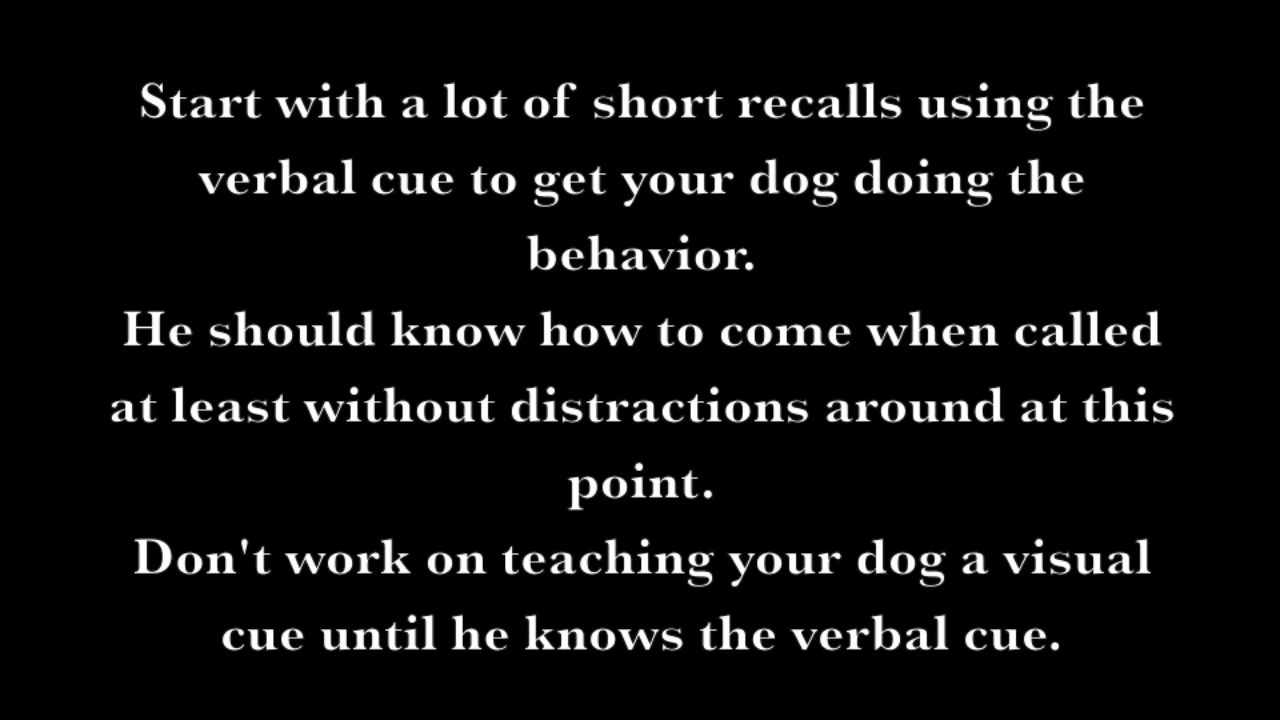 Start with a lot of short recalls using the
verbal cue to get your dog doing the
behavior.
He should know how to come when called
at least without distractions around at this
point.
Don't work on teaching your dog a visual
cue until he knows the verbal cue.